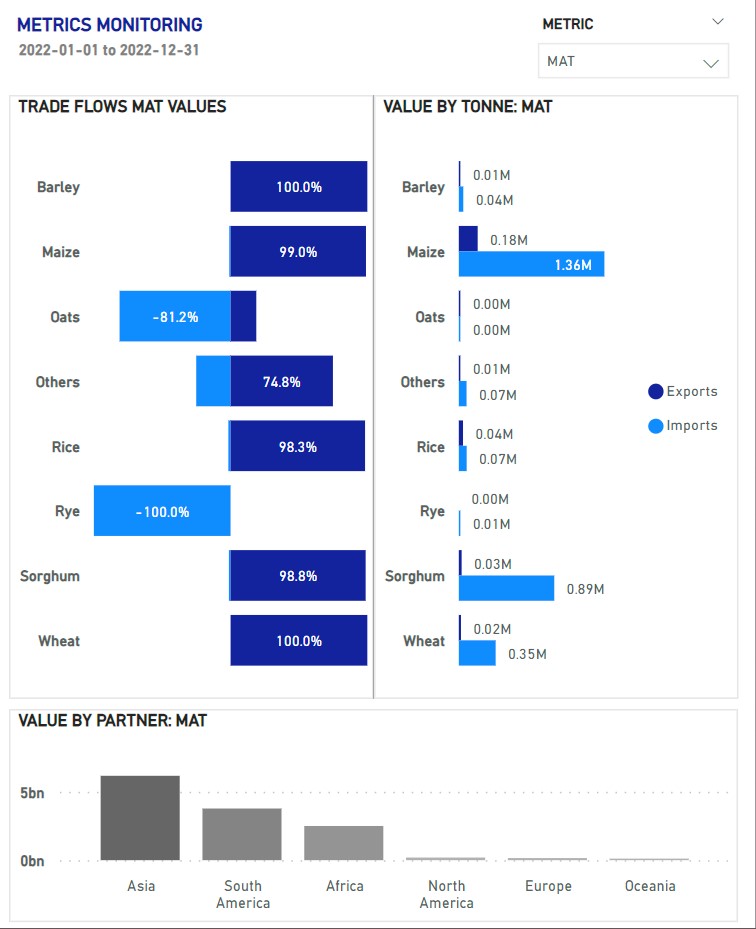 METRICS MONITORING
2022-01-01 to 2022-12-31
METRIC
MAT
TRADE FLOWS MAT VALUES
Barley
100.0%
Maize
99.0%
Oats
-81.2%
Others
74.8%
Rice
98.3%
Rye
-100.0%
Sorghum
98.8%
Wheat
100.0%
VALUE BY TONNE: MAT
Barley
0.01M
0.04M
Maize
0.18M
1.36M
Oats
0.00M
0.00M
Others
0.01M
0.07M
Rice
0.04M
0.07M
Rye
0.00M
0.01M
Sorghum
0.03M
0.89M
Wheat
0.02M
0.35M
Exports
Imports
VALUE BY PARTNER: MAT
5bn
0bn
Asia
South
America
Africa
North
America
Europe
Oceania